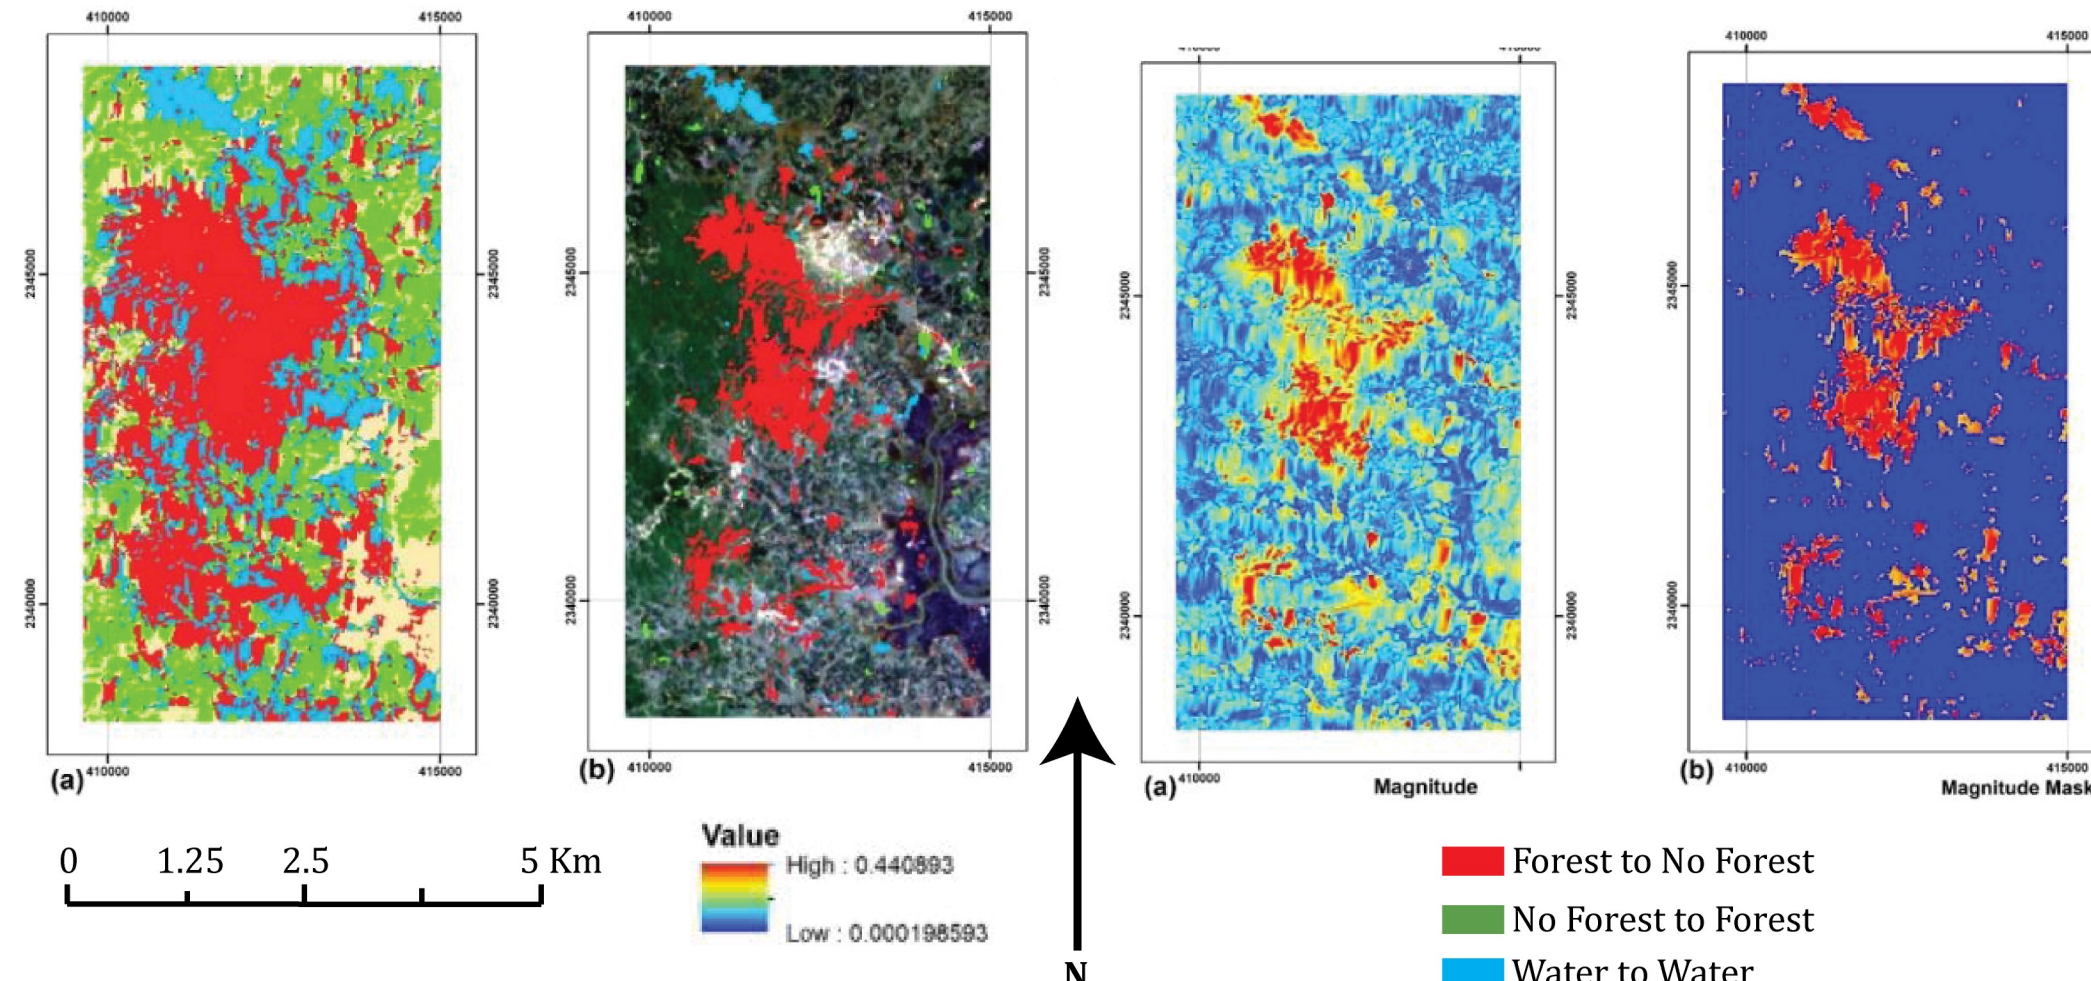 410000 415000
410000 415000
410000 415000
2345000 2345000
2345000 2345000
2345000 2345000
2345000
2340000 2340000
2340000 2340000
2340000 2340000
2340000
(a) 410000 415000
(b) 410000 415000
(a) 410000 Magnitude
(b) 410000 415000
Magnitude Mask
0 1.25 2.5 5 Km
Value
High : 0.440893
Low : 0.000198593
N
Forest to No Forest
No Forest to Forest
Water to Water